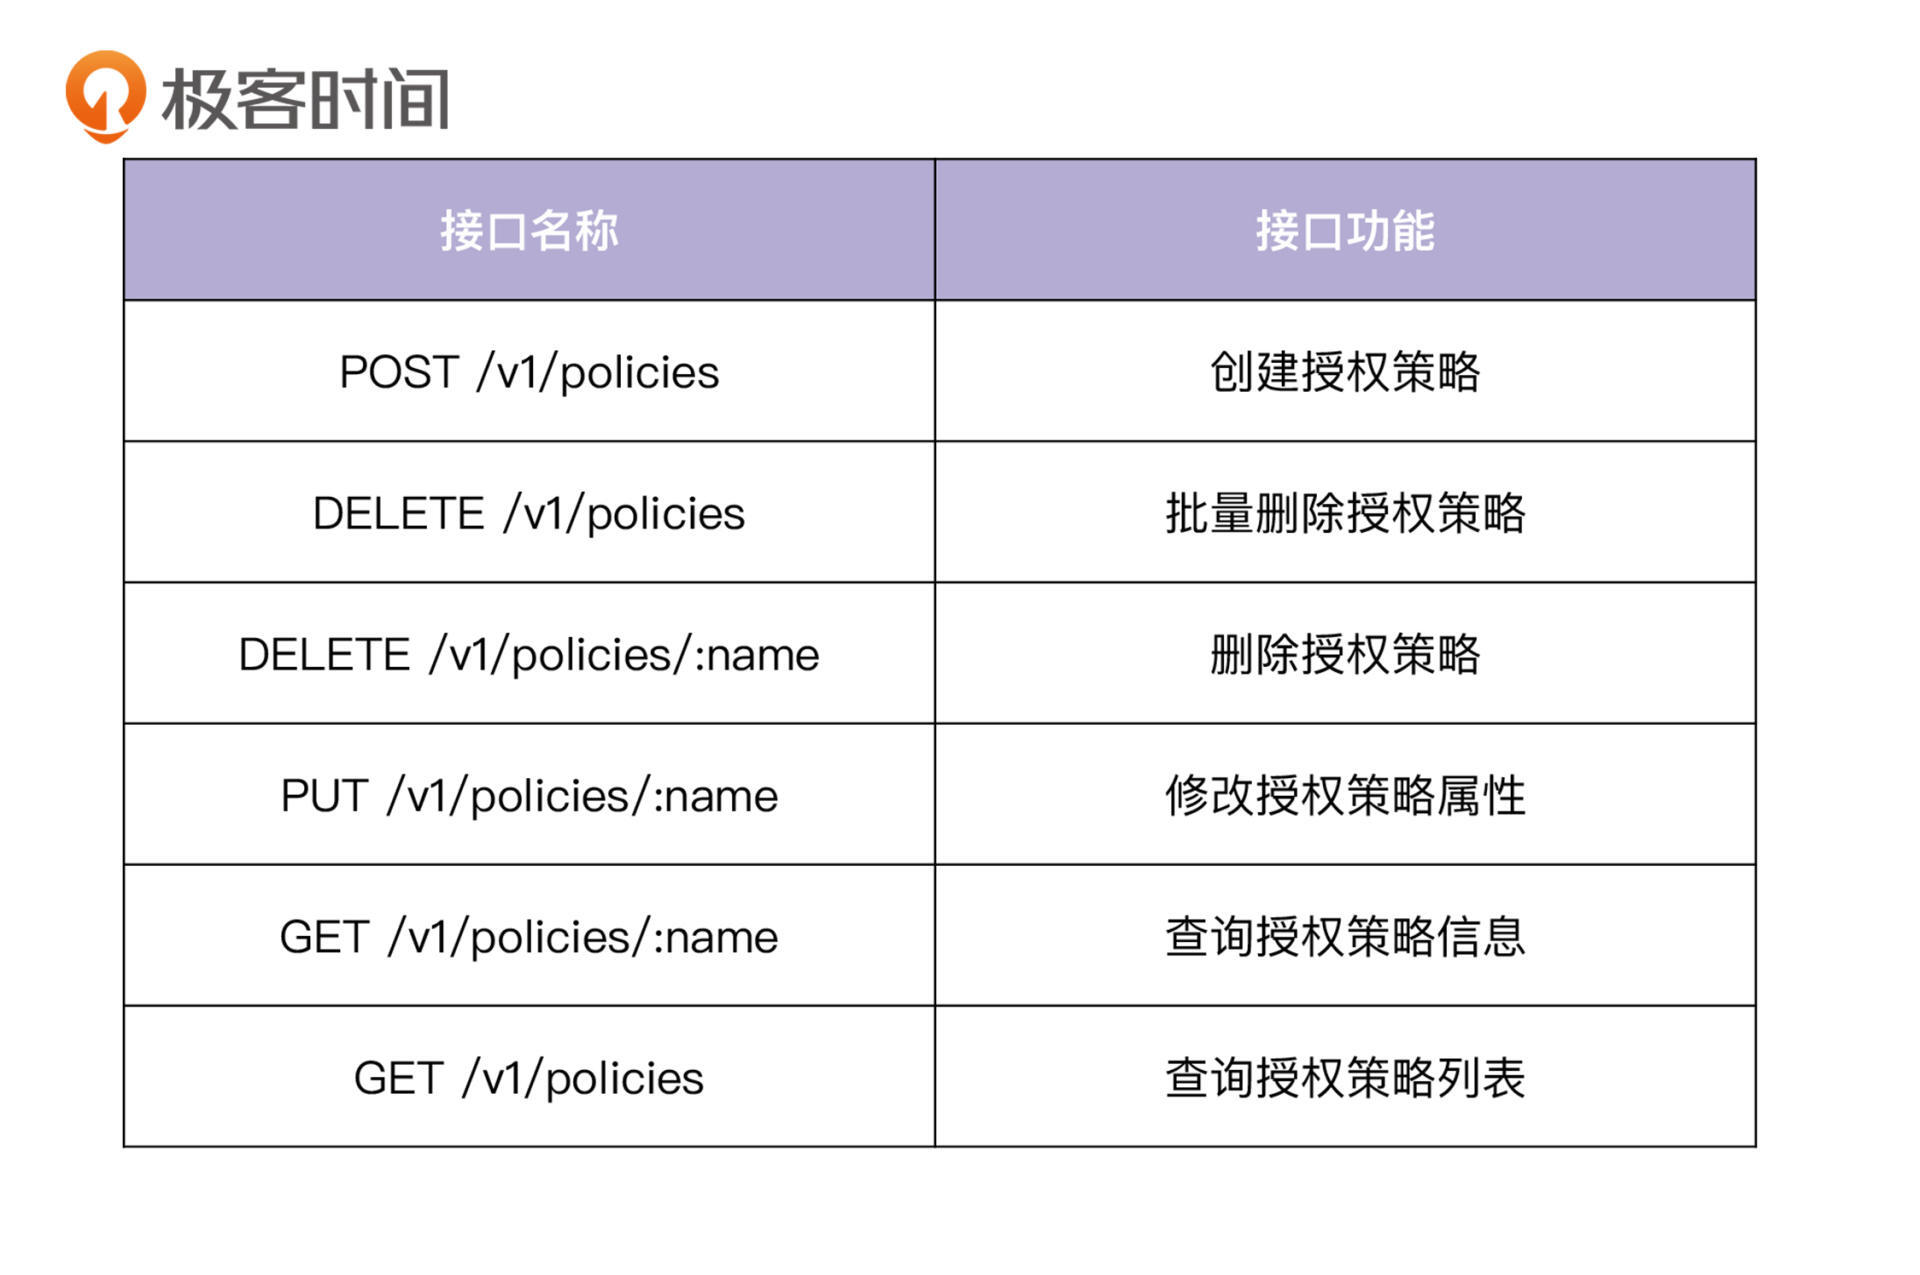 极客时间
接口名称 接口功能
POST /v1/policies 创建授权策略
DELETE /v1/policies 批量删除授权策略
DELETE /v1/policies/:name 删除授权策略
PUT /v1/policies/:name 修改授权策略属性
GET /v1/policies/:name 查询授权策略信息
GET /v1/policies 查询授权策略列表